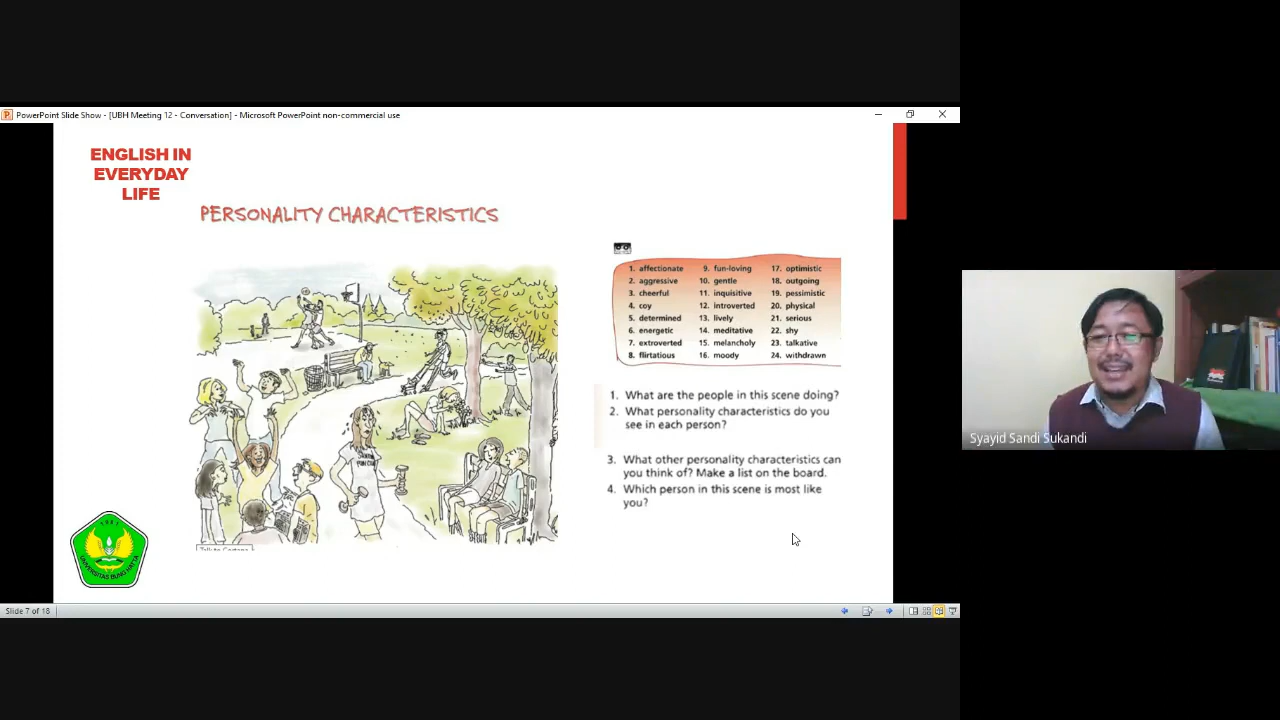 PowerPoint Slide Show - [UBH Meeting 12 - Conversation] - Microsoft PowerPoint non-commercial use
ENGLISH IN
EVERYDAY
LIFE
PERSONALITY CHARACTERISTICS
1. affectionate
2. aggressive
3. cheerful
4. coy
5. determined
6. energetic
7. extroverted
8. flirtatious
9. fun-loving
10. gentle
11. inquisitive
12. introverted
13. lively
14. meditative
15. melancholy
16. moody
17. optimistic
18. outgoing
19. pessimistic
20. physical
21. serious
22. shy
23. talkative
24. withdrawn
1. What are the people in this scene doing?
2. What personality characteristics do you
see in each person?
3. What other personality characteristics can
you think of? Make a list on the board.
4. Which person in this scene is most like
you?
UNIVERSITAS BUNG HATTA
Slide 7 of 18
Syayid Sandi Sukandi